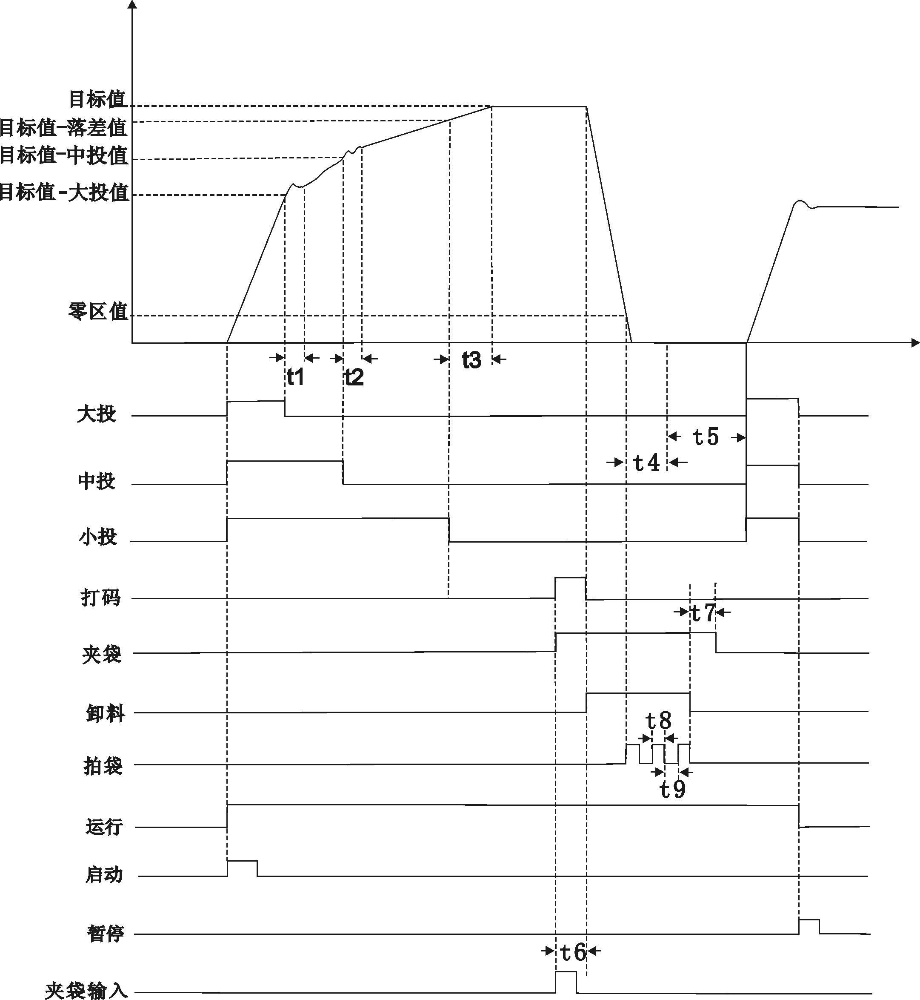 目标值
目标值-落差值
目标值-中投值
目标值-大投值
零区值
t1
t2
t3
大投
t5
t4
中投
小投
打码
t7
夹袋
卸料
t8
拍袋
t9
运行
启动
暂停
t6
夹袋输入